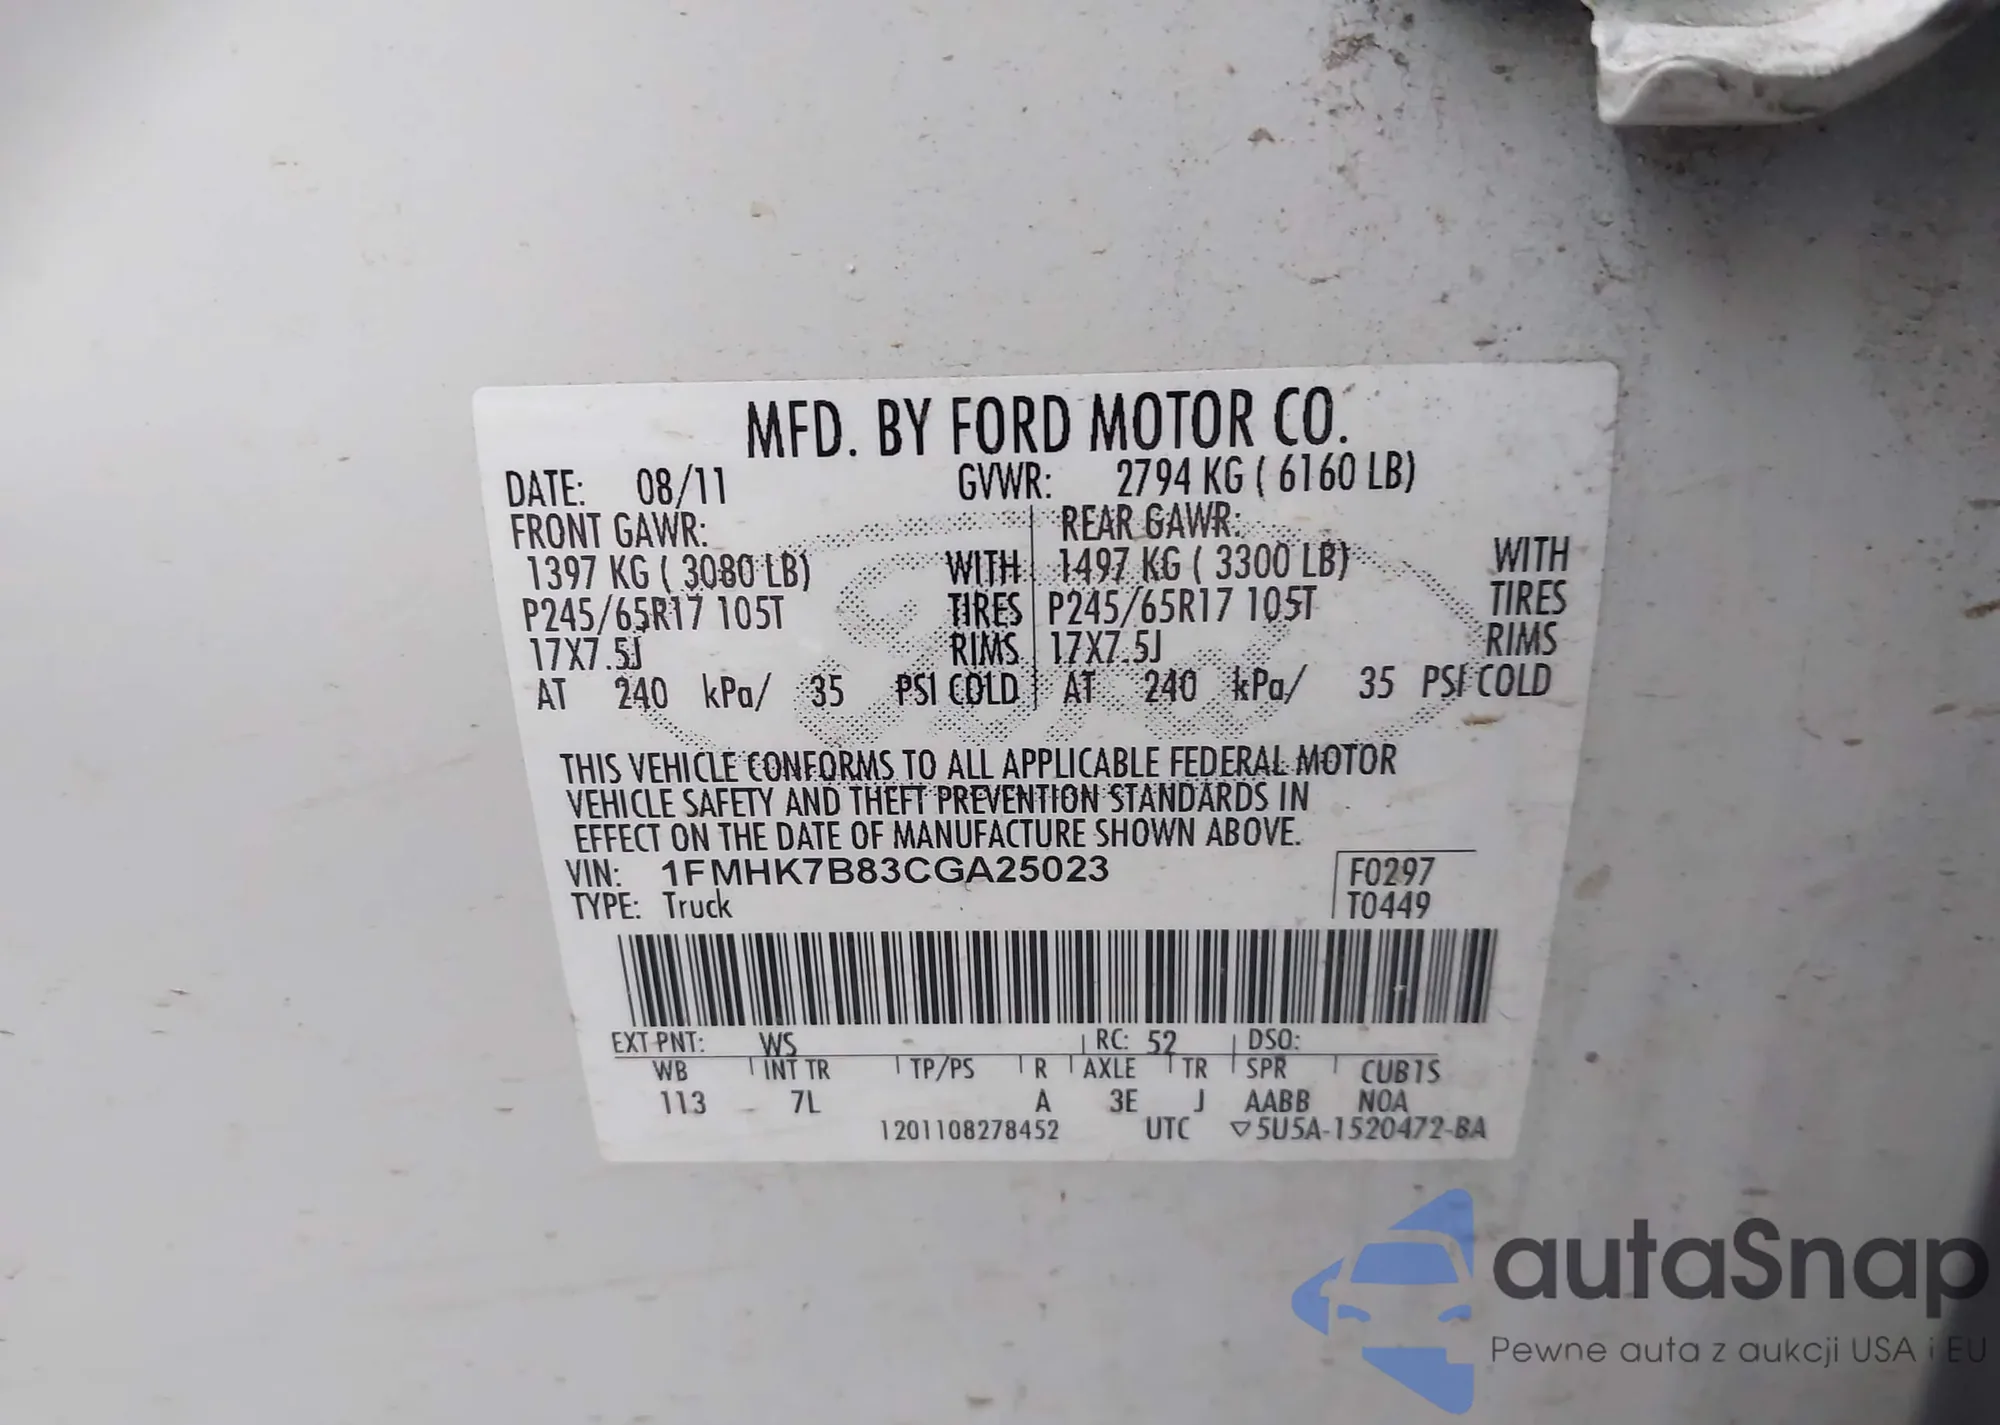 MFD. BY FORD MOTOR CO.
DATE: 08/11 GVWR: 2794 KG ( 6160 LB)
FRONT GAWR: REAR GAWR:
1397 KG ( 3080 LB) WITH 1497 KG ( 3300 LB) WITH
P245/65R17 105T TIRES P245/65R17 105T TIRES
17X7.5J RIMS 17X7.5J RIMS
AT 240 kPa/ 35 PSI COLD AT 240 kPa/ 35 PSI COLD
THIS VEHICLE CONFORMS TO ALL APPLICABLE FEDERAL MOTOR
VEHICLE SAFETY AND THEFT PREVENTION STANDARDS IN
EFFECT ON THE DATE OF MANUFACTURE SHOWN ABOVE.
VIN: 1FMHK7B83CGA25023 F0297
TYPE: Truck T0449
EXT PNT: WS RC: 52 DSO:
WB INT TR TP/PS R AXLE TR SPR CUB1S
113 7L A 3E J AABB NOA
1201108278452 UTC ▽5U5A-1520472-BA
autaSnap
Pewne auta z aukcji USA i EU